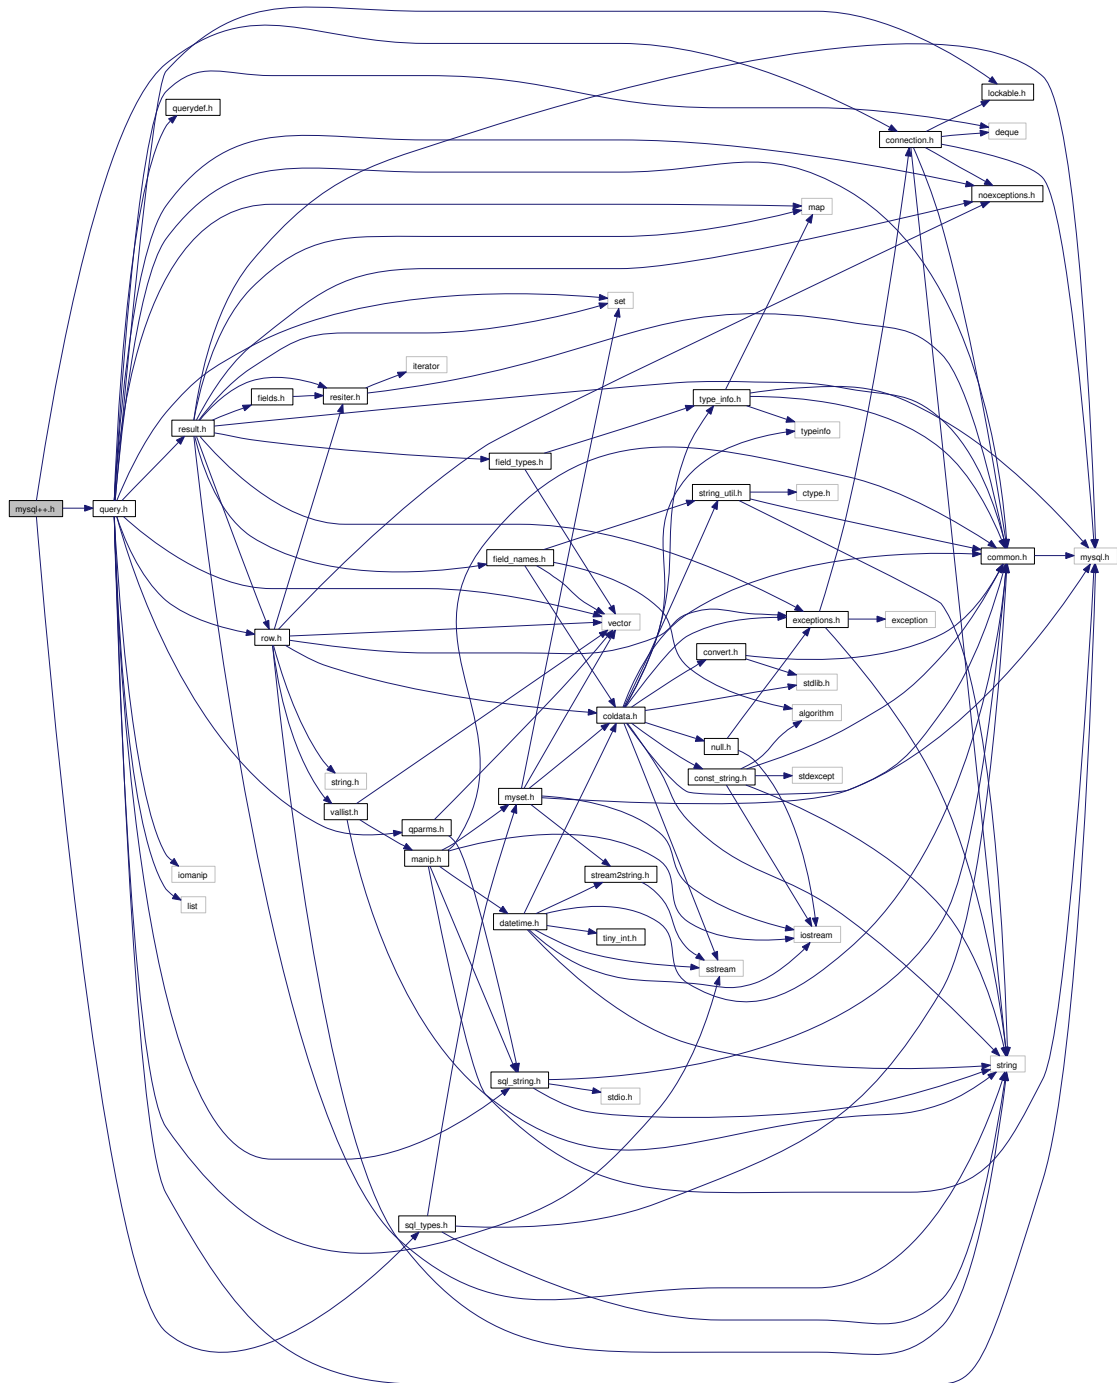 lockable.h
querydef.h
deque
connection.h
noexceptions.h
map
set
iterator
fields.h
resiter.h
type_info.h
result.h
typeinfo
field_types.h
string_util.h
ctype.h
mysql++.h
query.h
field_names.h
common.h
mysql.h
exceptions.h
exception
vector
row.h
convert.h
stdlib.h
coldata.h
algorithm
null.h
string.h
const_string.h
stdexcept
myset.h
vallist.h
qparms.h
manip.h
iomanip
stream2string.h
list
datetime.h
tiny_int.h
iostream
sstream
string
sql_string.h
stdio.h
sql_types.h